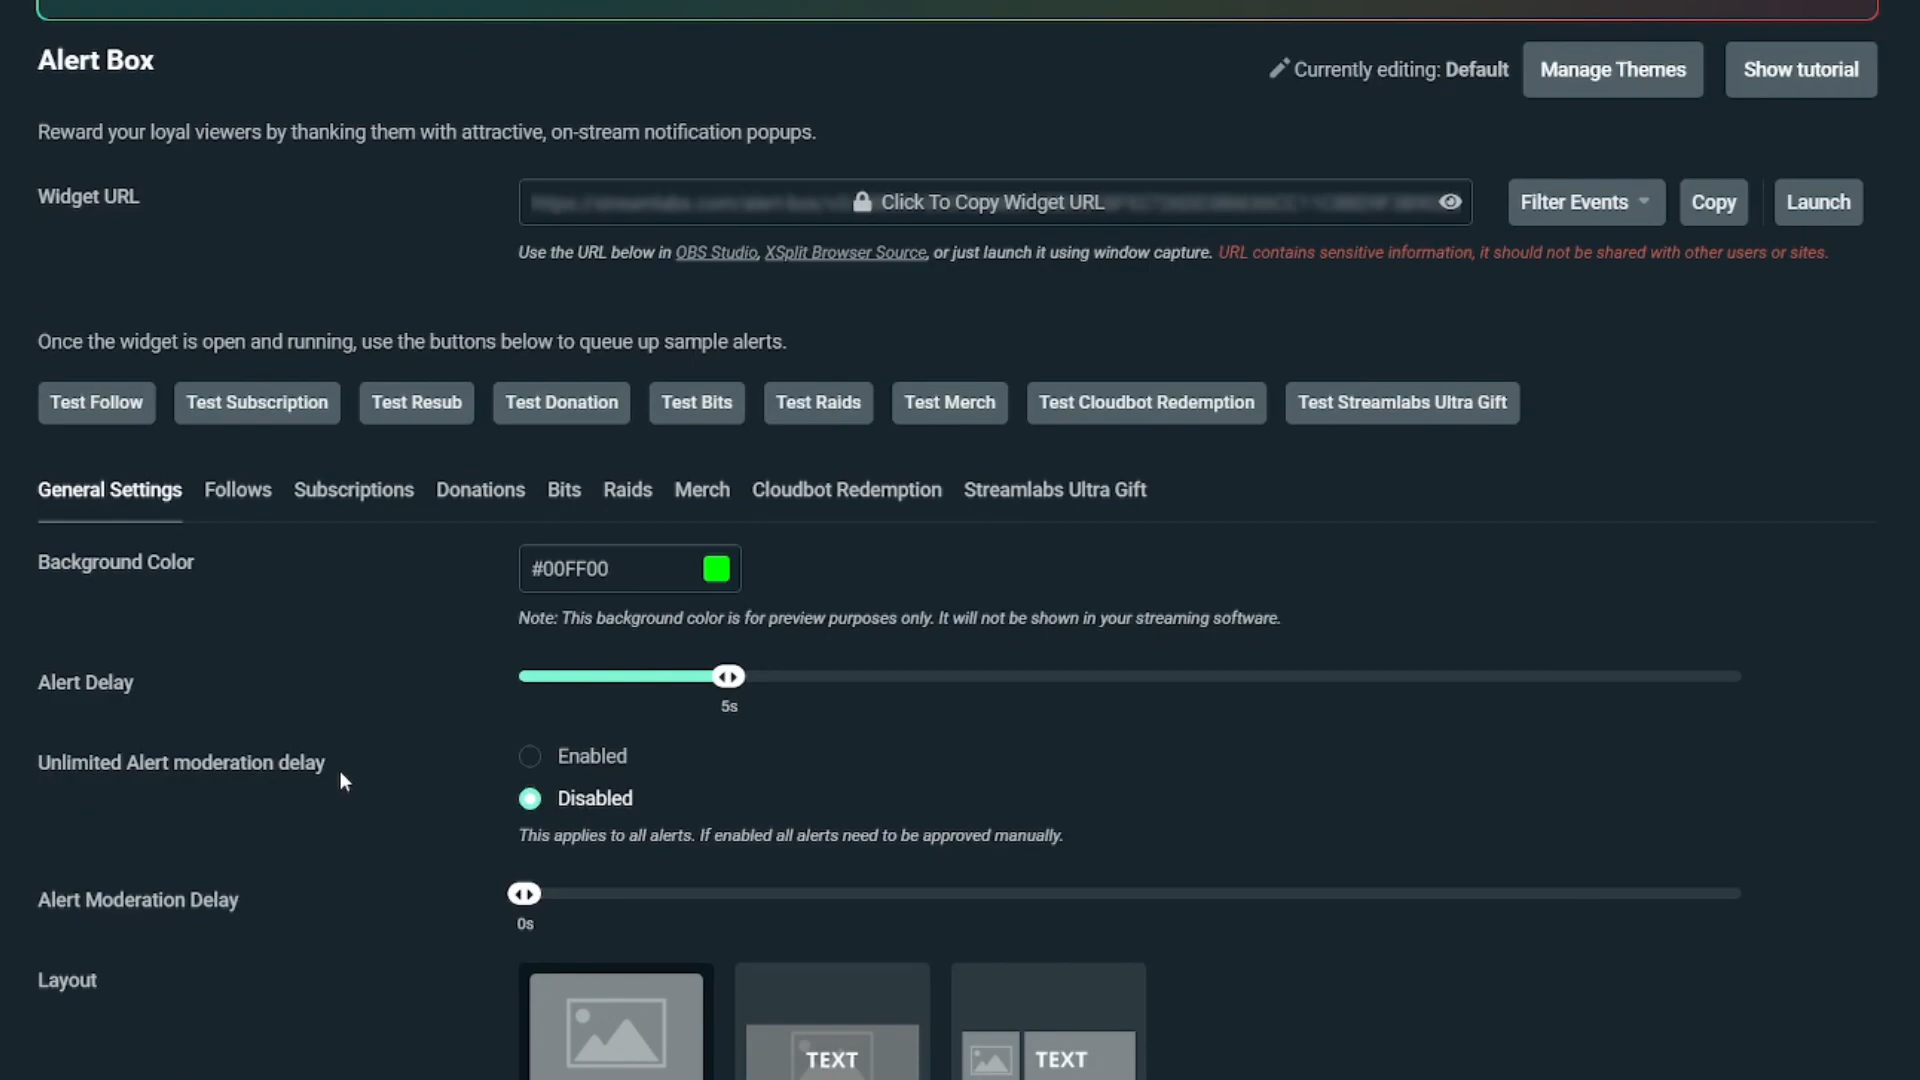 Alert Box
Currently editing: Default
Manage Themes
Show tutorial
Reward your loyal viewers by thanking them with attractive, on-stream notification popups.
Widget URL
Click To Copy Widget URL
Filter Events
Copy
Launch
Use the URL below in OBS Studio, XSplit Browser Source, or just launch it using window capture. URL contains sensitive information, it should not be shared with other users or sites.
Once the widget is open and running, use the buttons below to queue up sample alerts.
Test Follow
Test Subscription
Test Resub
Test Donation
Test Bits
Test Raids
Test Merch
Test Cloudbot Redemption
Test Streamlabs Ultra Gift
General Settings
Follows
Subscriptions
Donations
Bits
Raids
Merch
Cloudbot Redemption
Streamlabs Ultra Gift
Background Color
#00FF00
Note: This background color is for preview purposes only. It will not be shown in your streaming software.
Alert Delay
5s
Unlimited Alert moderation delay
Enabled
Disabled
This applies to all alerts. If enabled all alerts need to be approved manually.
Alert Moderation Delay
0s
Layout
TEXT
TEXT